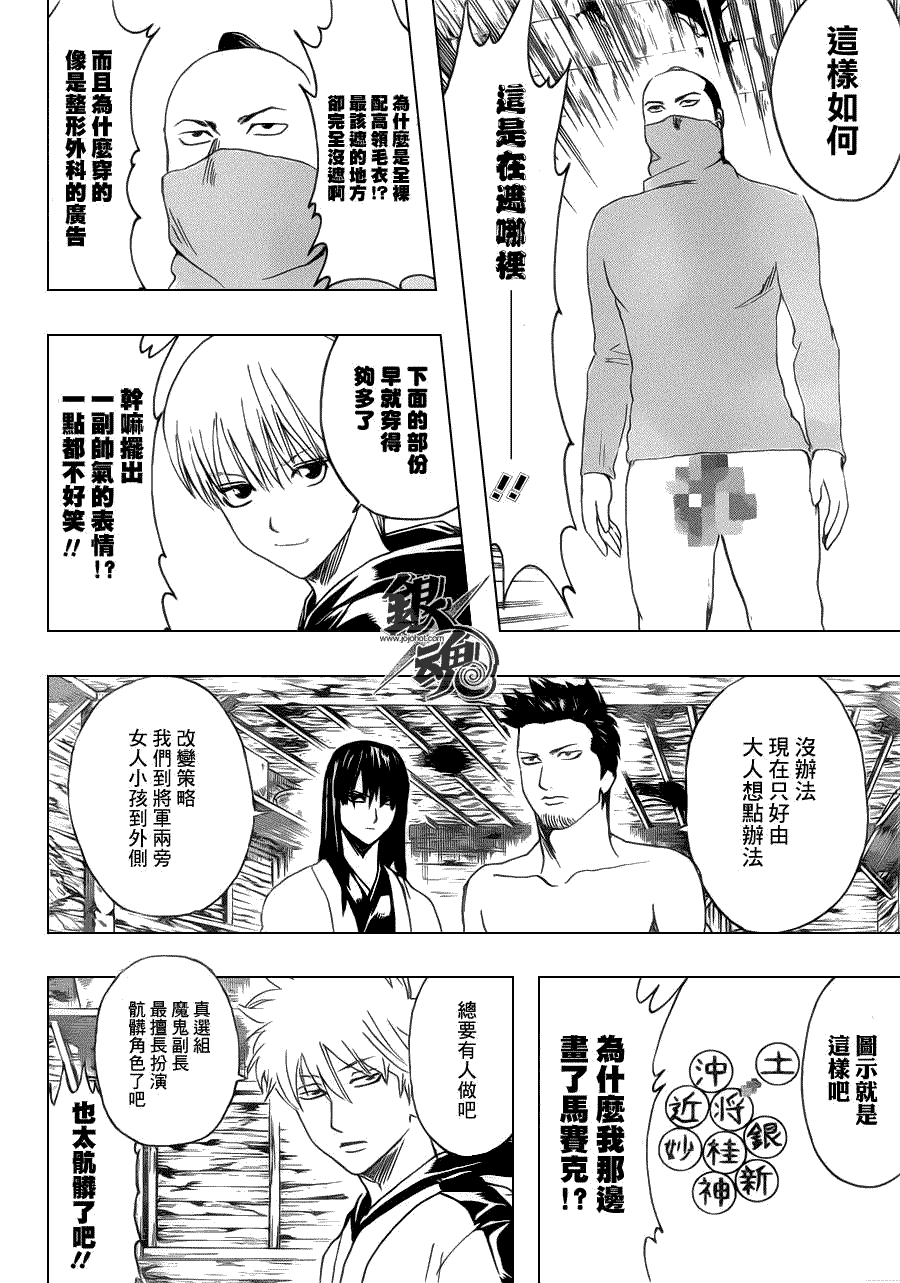 這樣如何
這是在遮哪裡
──!!
為什麼是全裸
配高領毛衣!?
最該遮的地方
卻完全沒遮啊
而且為什麼穿的
像是整形外科的廣告
下面的部份
早就穿得
夠多了
幹嘛擺出
一副帥氣的表情!?
一點都不好笑!!
銀魂
www.jojohot.com
沒辦法
現在只好由
大人想點辦法
改變策略
我們到將軍兩旁
女人小孩到外側
圖示就是
這樣吧
土
沖
近
將
銀
妙
桂
新
神
為什麼我那邊
畫了馬賽克!?
總要有人做吧
真選組
魔鬼副長
最擅長扮演
骯髒角色了吧
也太骯髒了吧!!